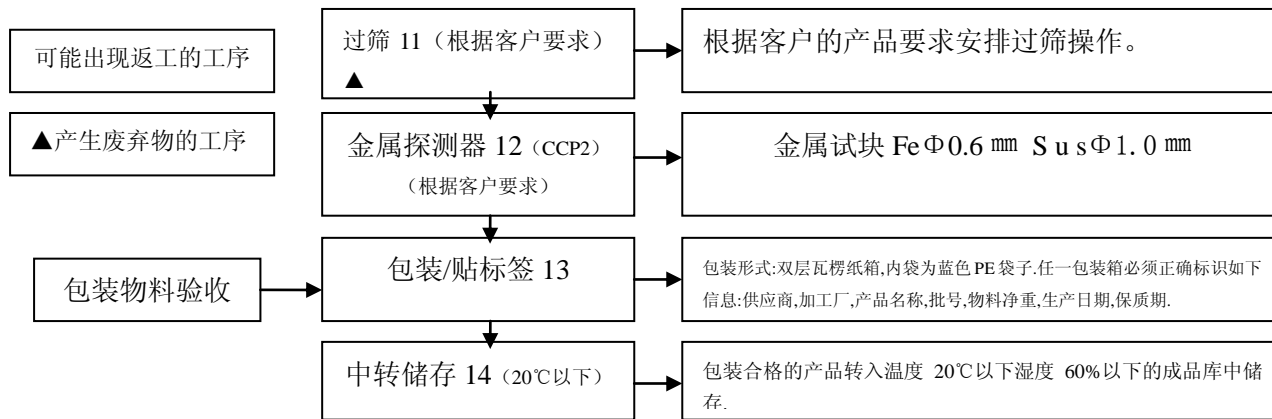 可能出现返工的工序
▲产生废弃物的工序
过筛 11（根据客户要求）
▲
根据客户的产品要求安排过筛操作。
金属探测器 12（CCP2）
（根据客户要求）
金属试块 FeΦ0.6 ㎜ SusΦ1.0 ㎜
包装物料验收
包装/贴标签 13
包装形式:双层瓦楞纸箱,内袋为蓝色 PE 袋子.任一包装箱必须正确标识如下
信息:供应商,加工厂,产品名称,批号,物料净重,生产日期,保质期.
中转储存 14（20℃以下）
包装合格的产品转入温度 20℃以下湿度 60%以下的成品库中储
存.